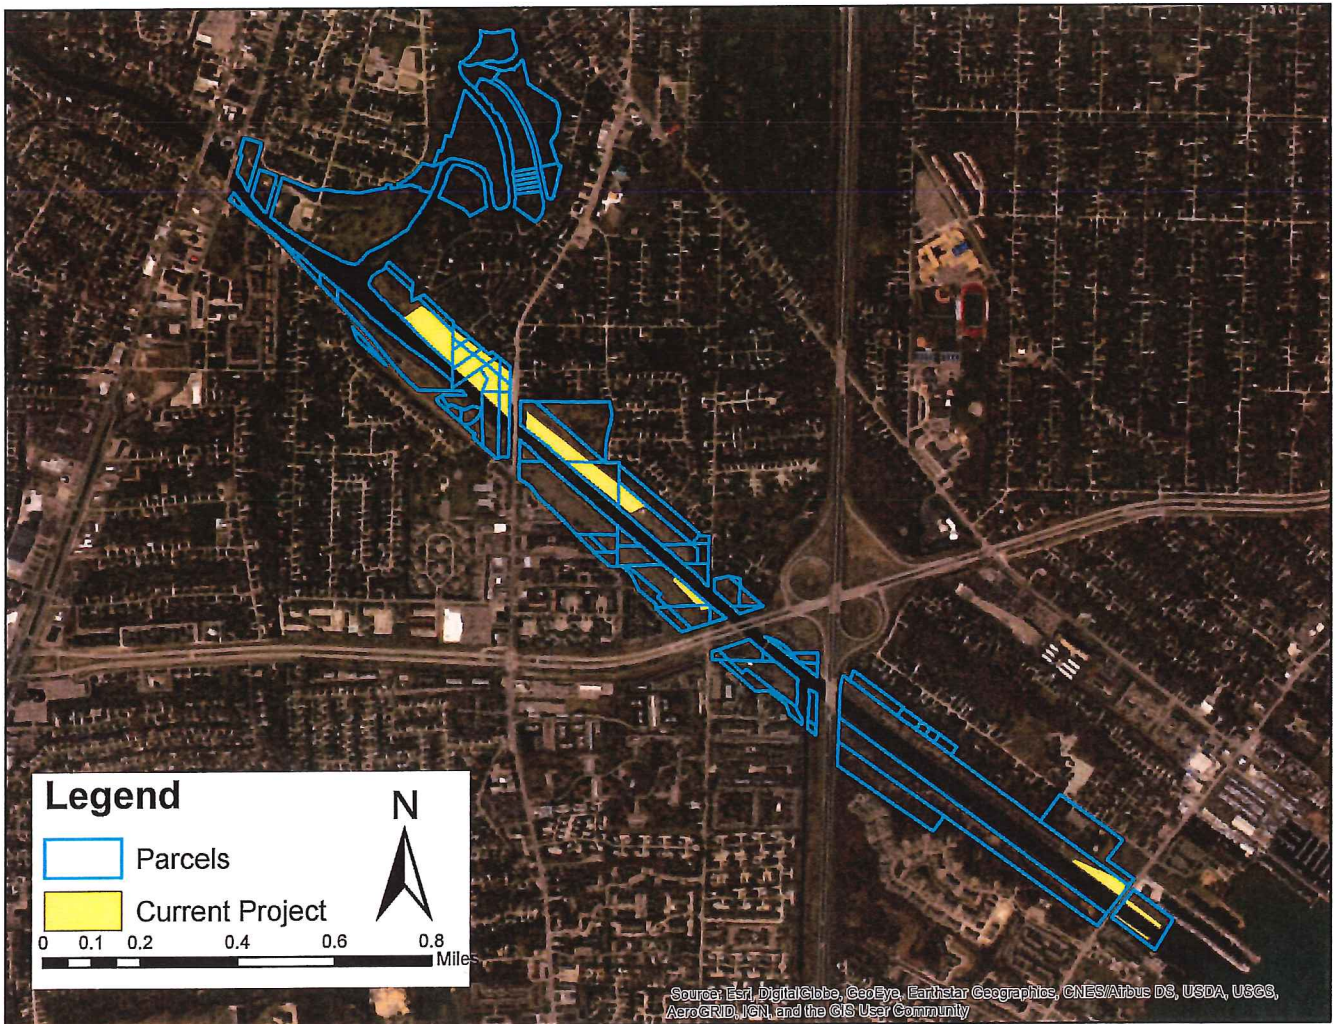 Legend
N
Parcels
Current Project
0 0.1 0.2 0.4 0.6 0.8
Miles
Source: Esri, DigitalGlobe, GeoEye, Earthstar Geographics, CNES/Airbus DS, USDA, USGS,
AeroGRID, IGN, and the GIS User Community